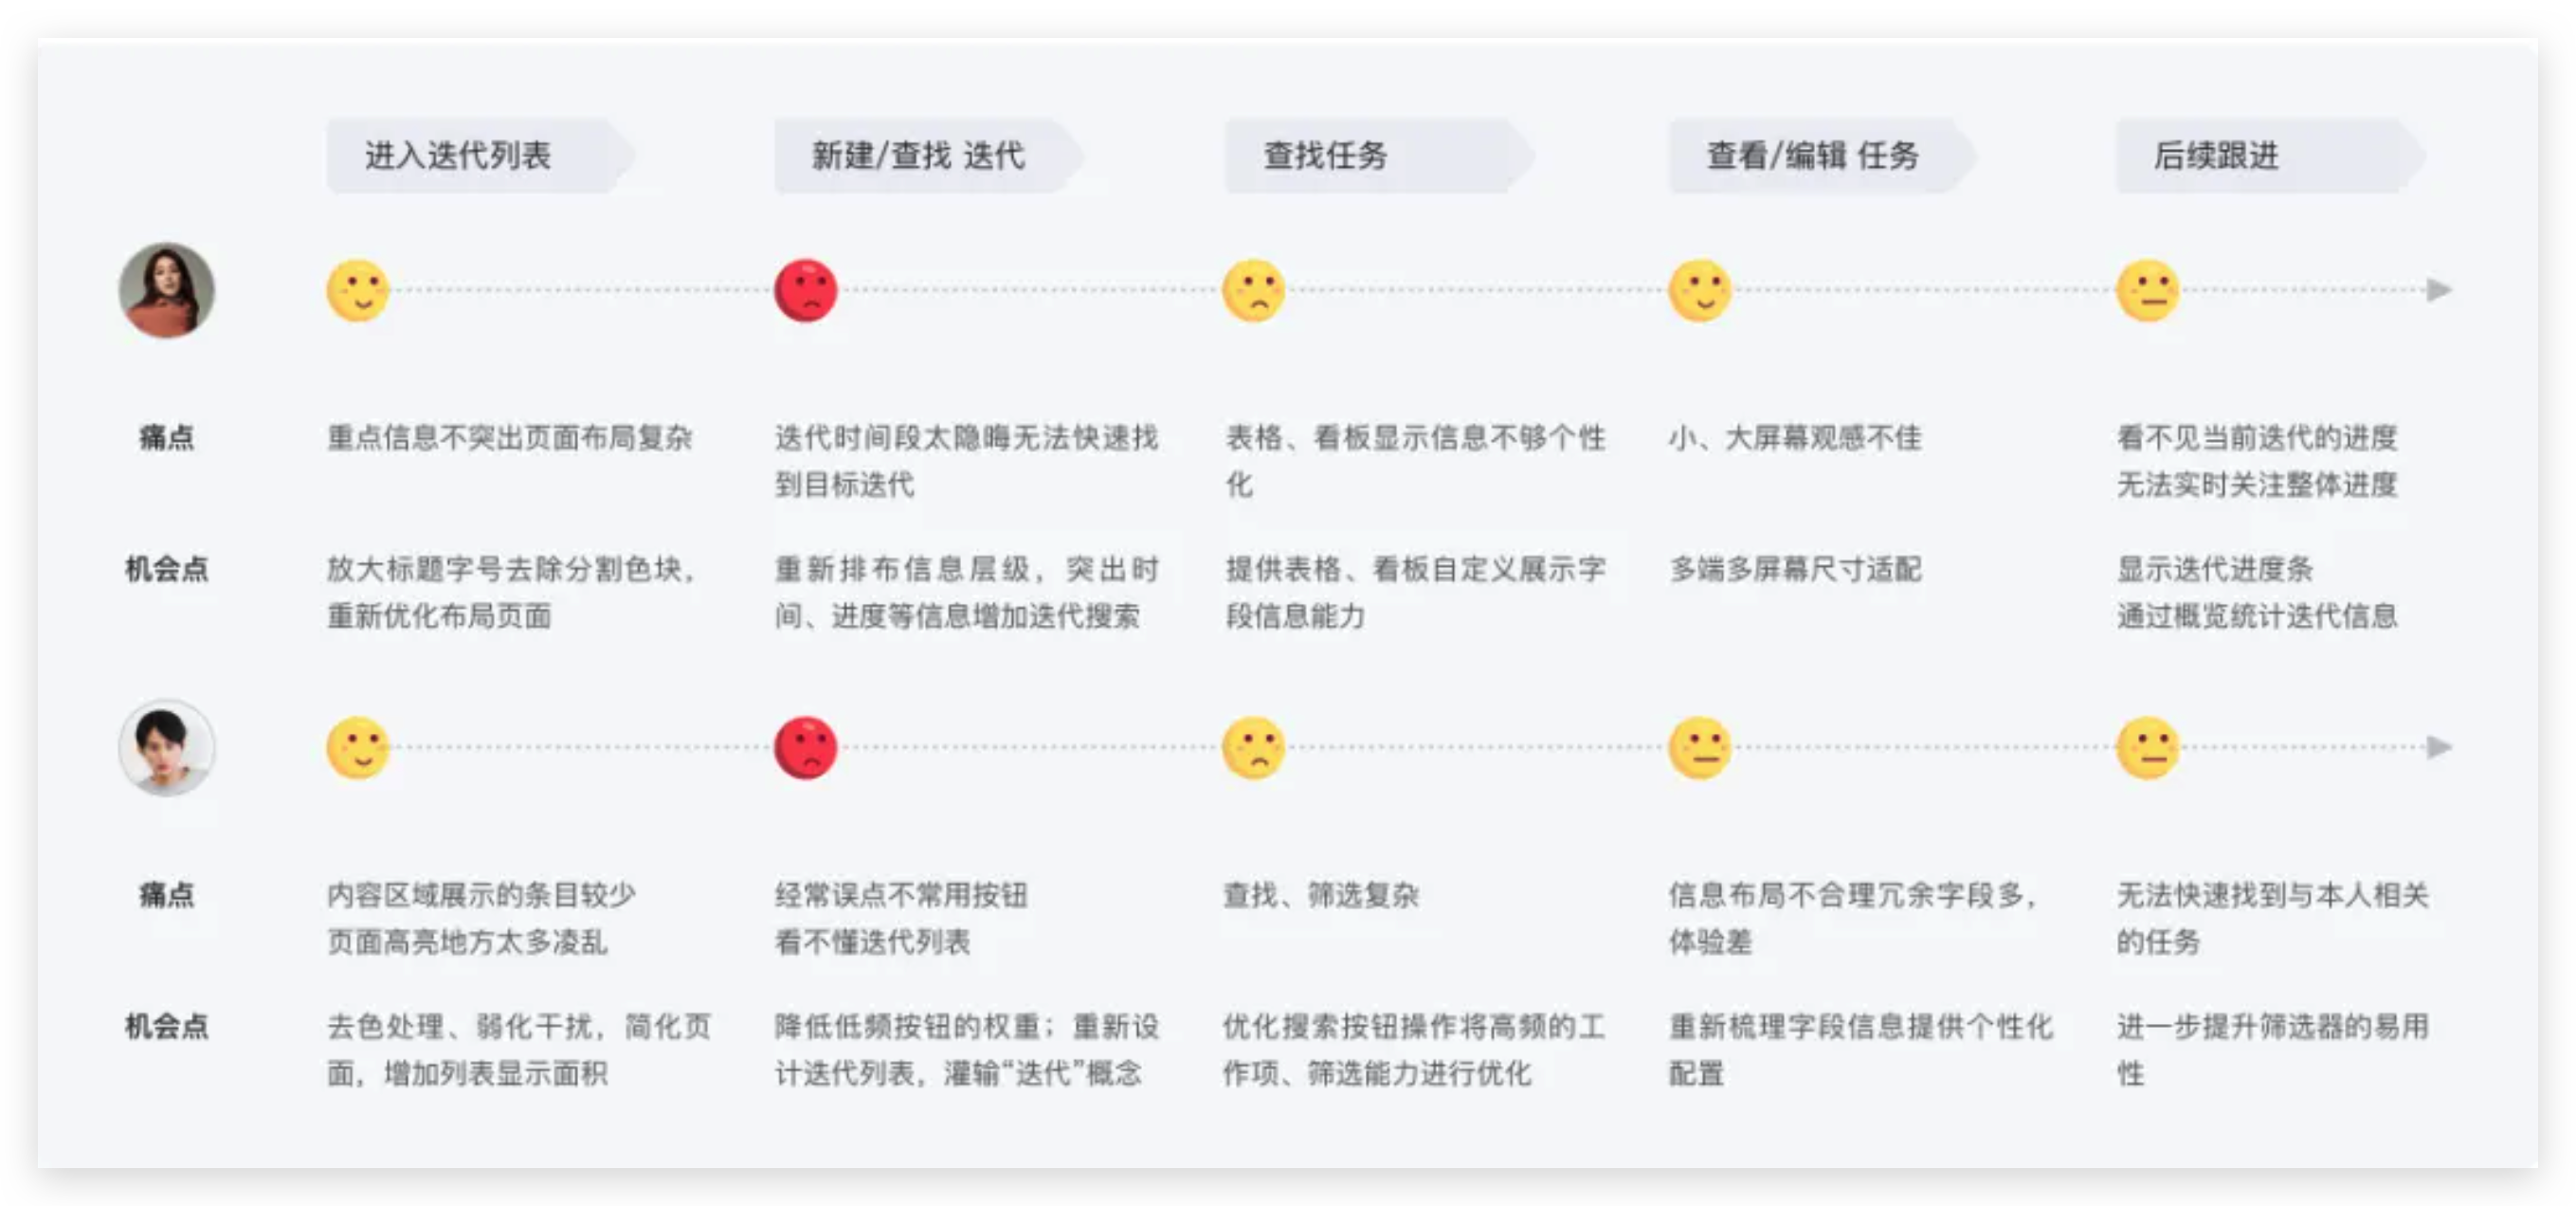 进入迭代列表
新建/查找 迭代
查找任务
查看/编辑 任务
后续跟进
痛点
重点信息不突出页面布局复杂
迭代时间段太隐晦无法快速找
到目标迭代
表格、看板显示信息不够个性
化
小、大屏幕观感不佳
看不见当前迭代的进度
无法实时关注整体进度
机会点
放大标题字号去除分割色块，
重新优化布局页面
重新排布信息层级，突出时
间、进度等信息增加迭代搜索
提供表格、看板自定义展示字
段信息能力
多端多屏幕尺寸适配
显示迭代进度条
通过概览统计迭代信息
痛点
内容区域展示的条目较少
页面高亮地方太多凌乱
经常误点不常用按钮
看不懂迭代列表
查找、筛选复杂
信息布局不合理冗余字段多，
体验差
无法快速找到与本人相关
的任务
机会点
去色处理、弱化干扰，简化页
面，增加列表显示面积
降低低频按钮的权重；重新设
计迭代列表，灌输“迭代”概念
优化搜索按钮操作将高频的工
作项、筛选能力进行优化
重新梳理字段信息提供个性化
配置
进一步提升筛选器的易用
性